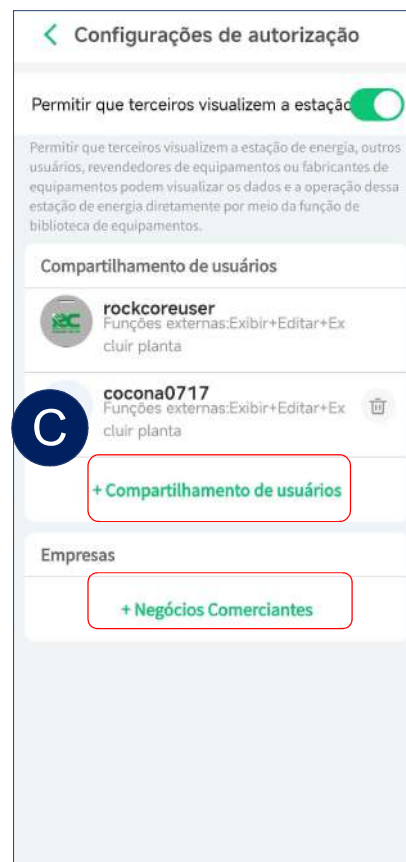 Configurações de autorização
Permitir que terceiros visualizem a estação
Permitir que terceiros visualizem a estação de energia, outros
usuários, revendedores de equipamentos ou fabricantes de
equipamentos podem visualizar os dados e a operação dessa
estação de energia diretamente por meio da função de
biblioteca de equipamentos.
Compartilhamento de usuários
rockcoreuser
Funções externas:Exibir+Editar+Ex
cluir planta
cocona0717
Funções externas:Exibir+Editar+Ex
cluir planta
C
+ Compartilhamento de usuários
Empresas
+ Negócios Comerciantes